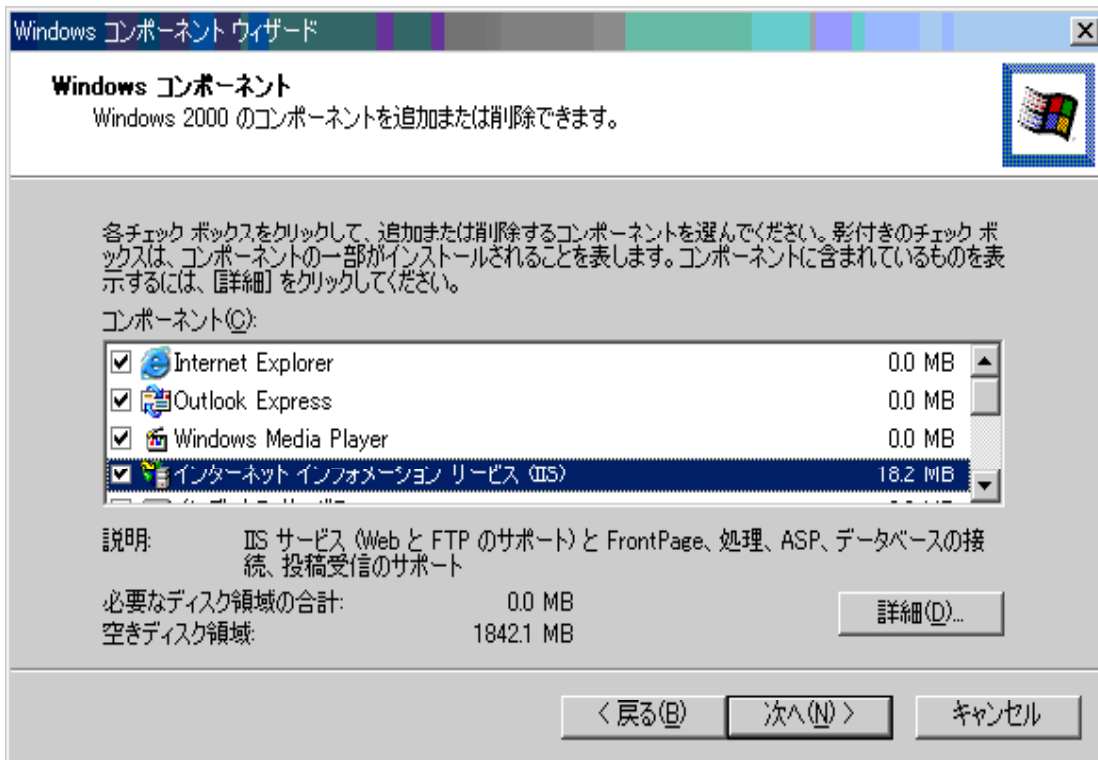 Windows コンポーネント ウィザード
Windows コンポーネント
Windows 2000 のコンポーネントを追加または削除できます。
各チェック ボックスをクリックして、追加または削除するコンポーネントを選んでください。影付きのチェック ボ
ックスは、コンポーネントの一部がインストールされることを表します。コンポーネントに含まれているものを表
示するには、[詳細] をクリックしてください。
コンポーネント(C):
Internet Explorer 0.0 MB
Outlook Express 0.0 MB
Windows Media Player 0.0 MB
インターネット インフォメーション リービス (IIS) 18.2 MB
説明: IIS サービス (Web と FTP のサポート) と FrontPage、処理、ASP、データベースの接
続、投稿受信のサポート
必要なディスク領域の合計: 0.0 MB
空きディスク領域: 1842.1 MB
詳細(D)...
< 戻る(B) 次へ(N) > キャンセル